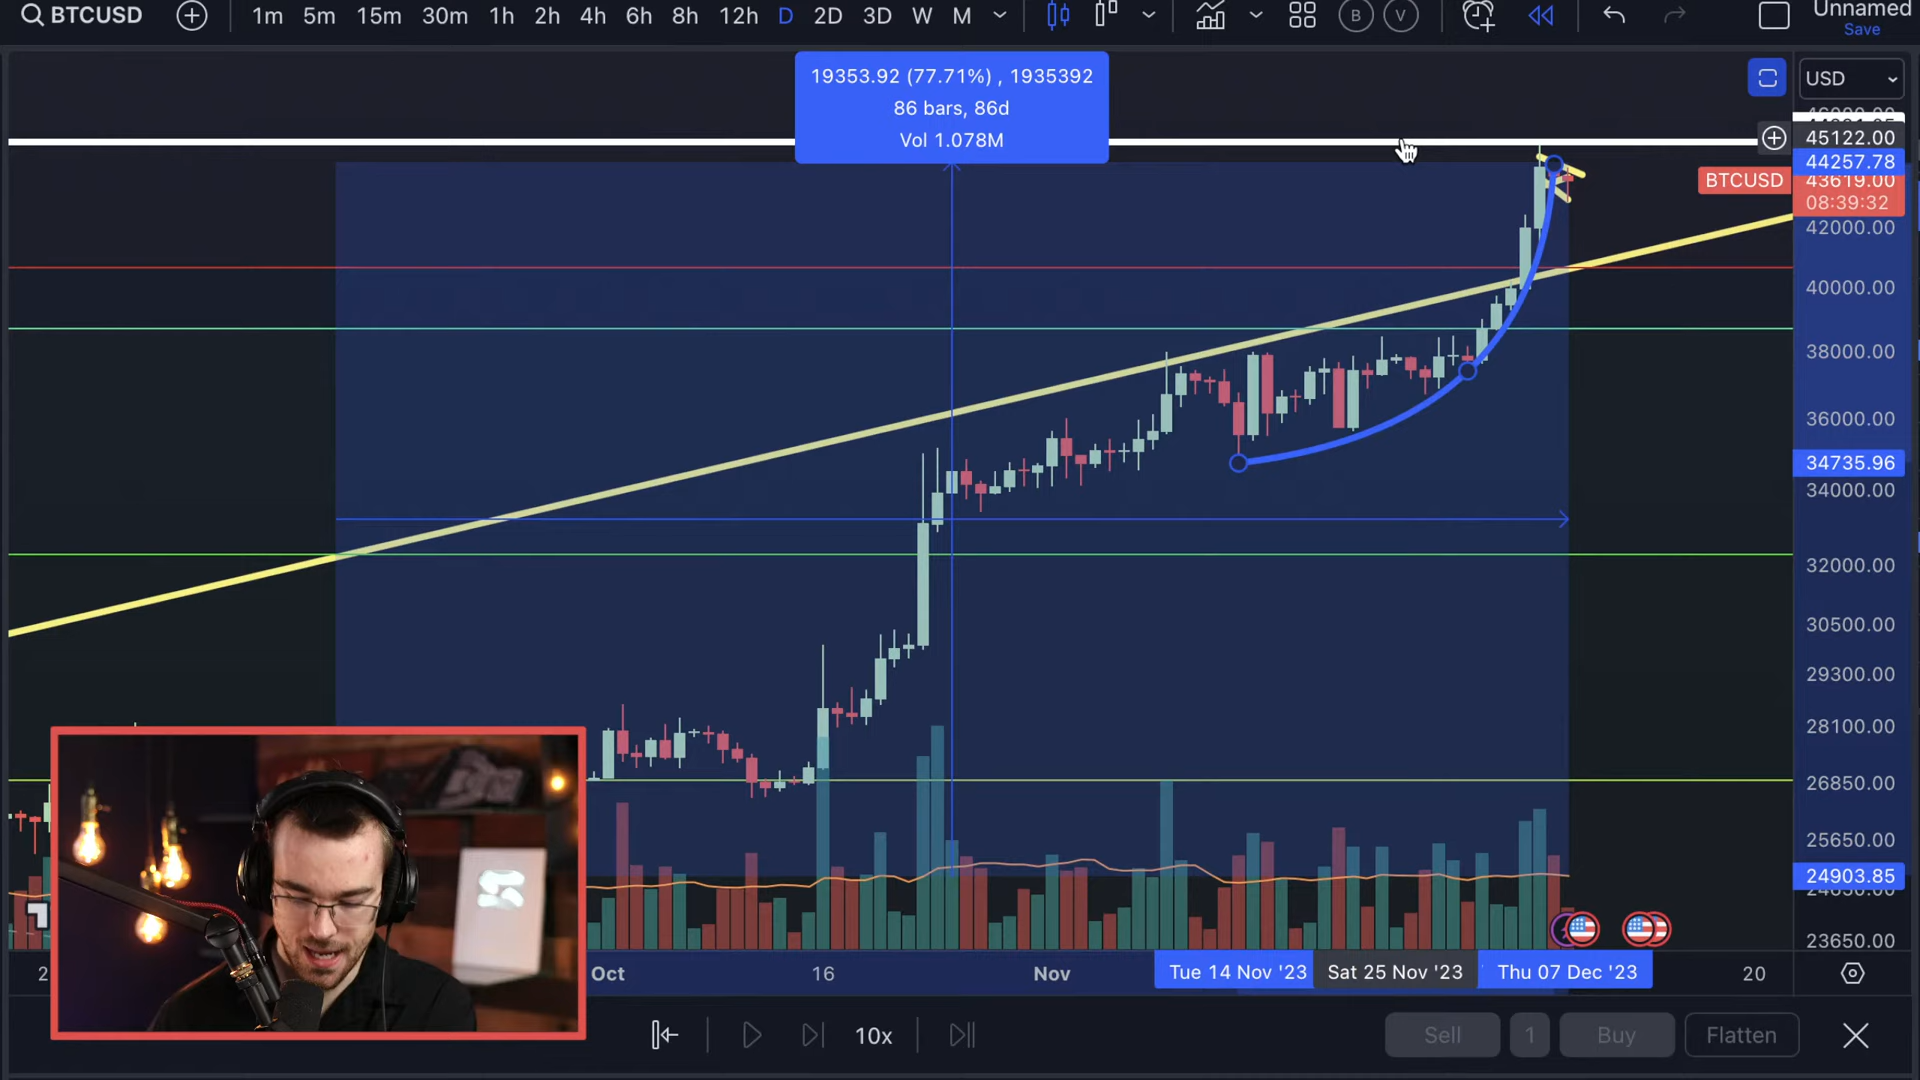 BTCUSD
1m 5m 15m 30m 1h 2h 4h 6h 8h 12h D 2D 3D W M
B V
Unnamed
Save
19353.92 (77.71%) , 1935392
86 bars, 86d
Vol 1.078M
USD
45122.00
44257.78
BTCUSD
43619.00
08:39:32
42000.00
40000.00
38000.00
36000.00
34735.96
34000.00
32000.00
30500.00
29300.00
28100.00
26850.00
25650.00
24903.85
23650.00
Oct 16 Nov Tue 14 Nov '23 Sat 25 Nov '23 Thu 07 Dec '23 20
10x
Sell 1 Buy Flatten